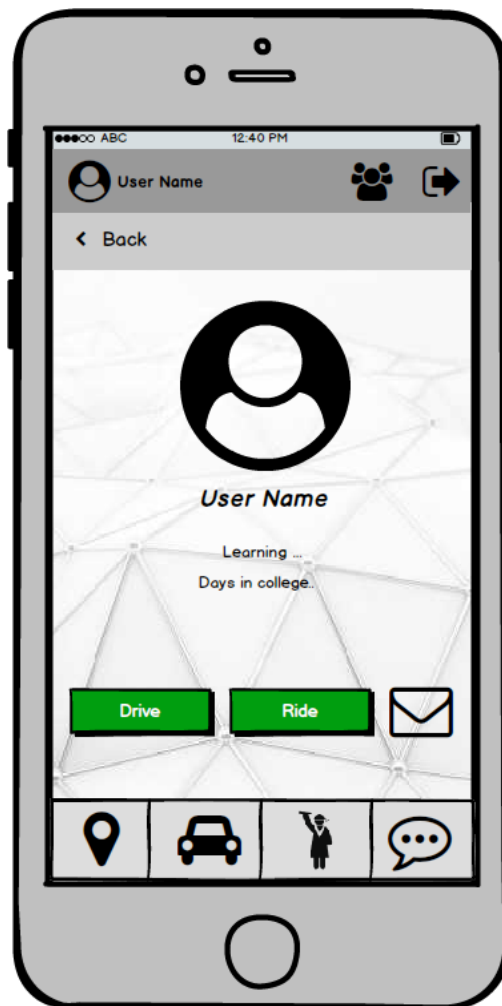 ABC 12:40 PM
User Name
Back
User Name
Learning ...
Days in college..
Drive Ride